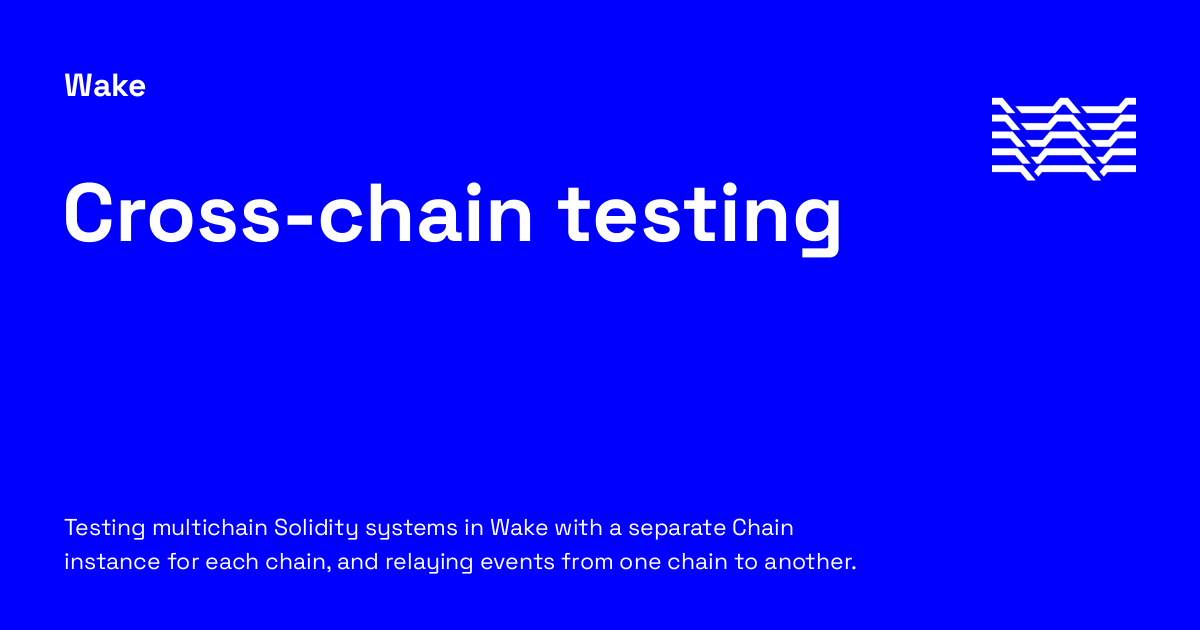 Wake
Cross-chain testing
Testing multichain Solidity systems in Wake with a separate Chain
instance for each chain, and relaying events from one chain to another.